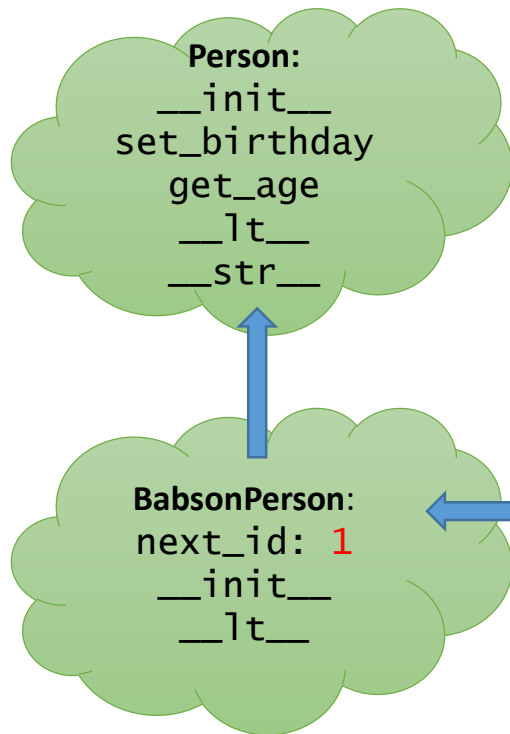 Person:
__init__
set_birthday
get_age
__lt__
__str__
BabsonPerson:
next_id: 1
__init__
__lt__